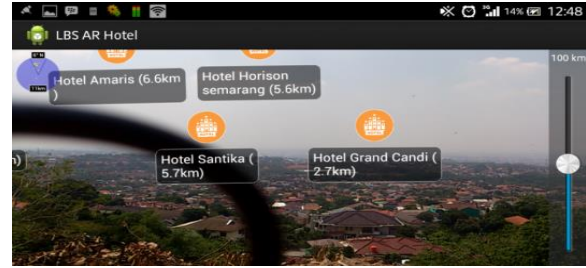 14% 12:48
LBS AR Hotel
100 km
Hotel Amaris (6.6km
)
Hotel Horison
semarang (5.6km)
Hotel Santika (
5.7km)
Hotel Grand Candi (
2.7km)
)